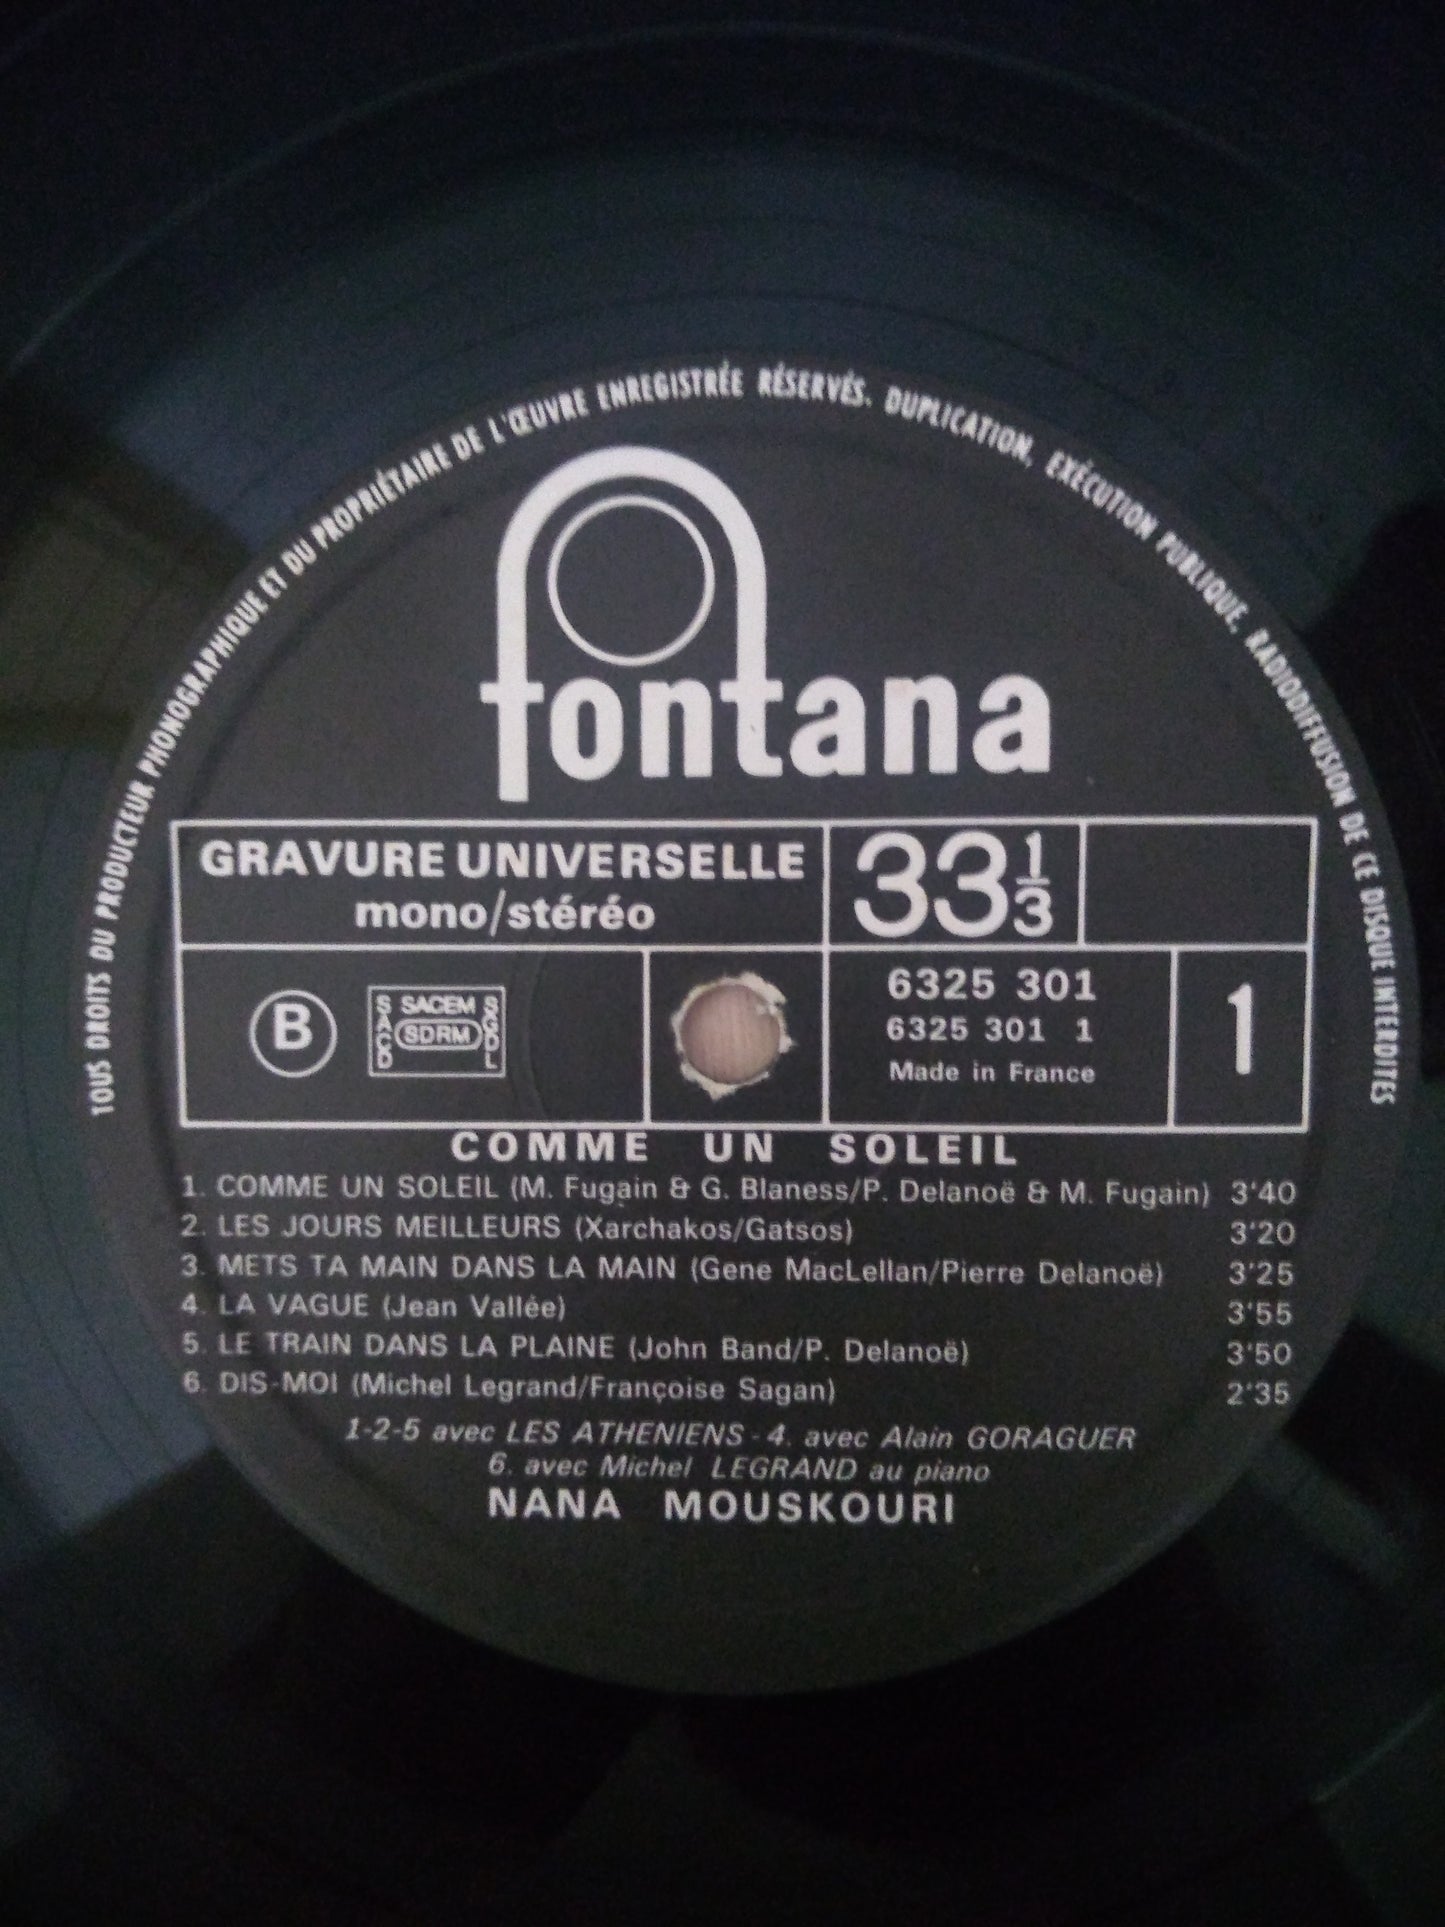 TOUS DROITS DU PRODUCTEUR PHONOGRAPHIQUE ET DU PROPRIÉTAIRE DE L'ŒUVRE ENREGISTRÉE RÉSERVÉS. DUPLICATION, EXÉCUTION PUBLIQUE, RADIODIFFUSION DE CE DISQUE INTERDITES
fontana
GRAVURE UNIVERSELLE
mono/stéréo
33 1/3
B
SACEM
SACD
SDRM
SGDL
6325 301
6325 301 1
Made in France
1
COMME UN SOLEIL
1. COMME UN SOLEIL (M. Fugain & G. Blaness/P. Delanoë & M. Fugain) 3'40
2. LES JOURS MEILLEURS (Xarchakos/Gatsos) 3'20
3. METS TA MAIN DANS LA MAIN (Gene MacLellan/Pierre Delanoë) 3'25
4. LA VAGUE (Jean Vallée) 3'55
5. LE TRAIN DANS LA PLAINE (John Band/P. Delanoë) 3'50
6. DIS-MOI (Michel Legrand/Françoise Sagan) 2'35
1-2-5 avec LES ATHENIENS - 4. avec Alain GORAGUER
6. avec Michel LEGRAND au piano
NANA MOUSKOURI